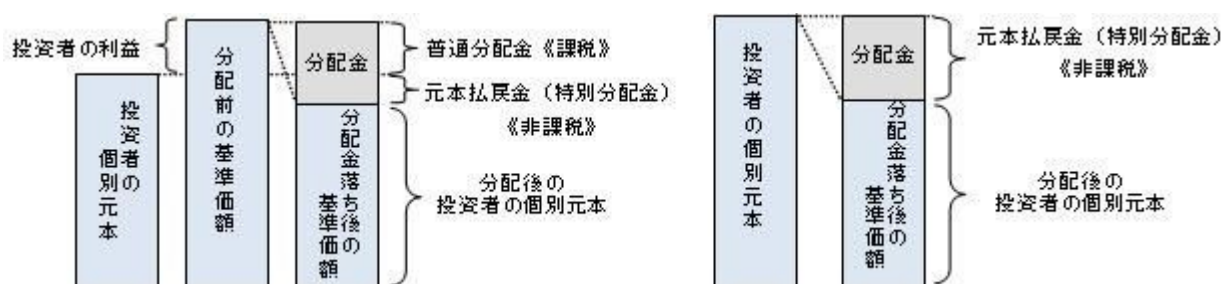 投資者の利益
投資者の
個別元本
分配前の基準価額
分配金
分配金落ち後の
基準価額
普通分配金《課税》
元本払戻金（特別分配金）
《非課税》
分配後の
投資者の個別元本
投資者の個別元本
分配金
分配金落ち後の
基準価額
元本払戻金（特別分配金）
《非課税》
分配後の
投資者の個別元本